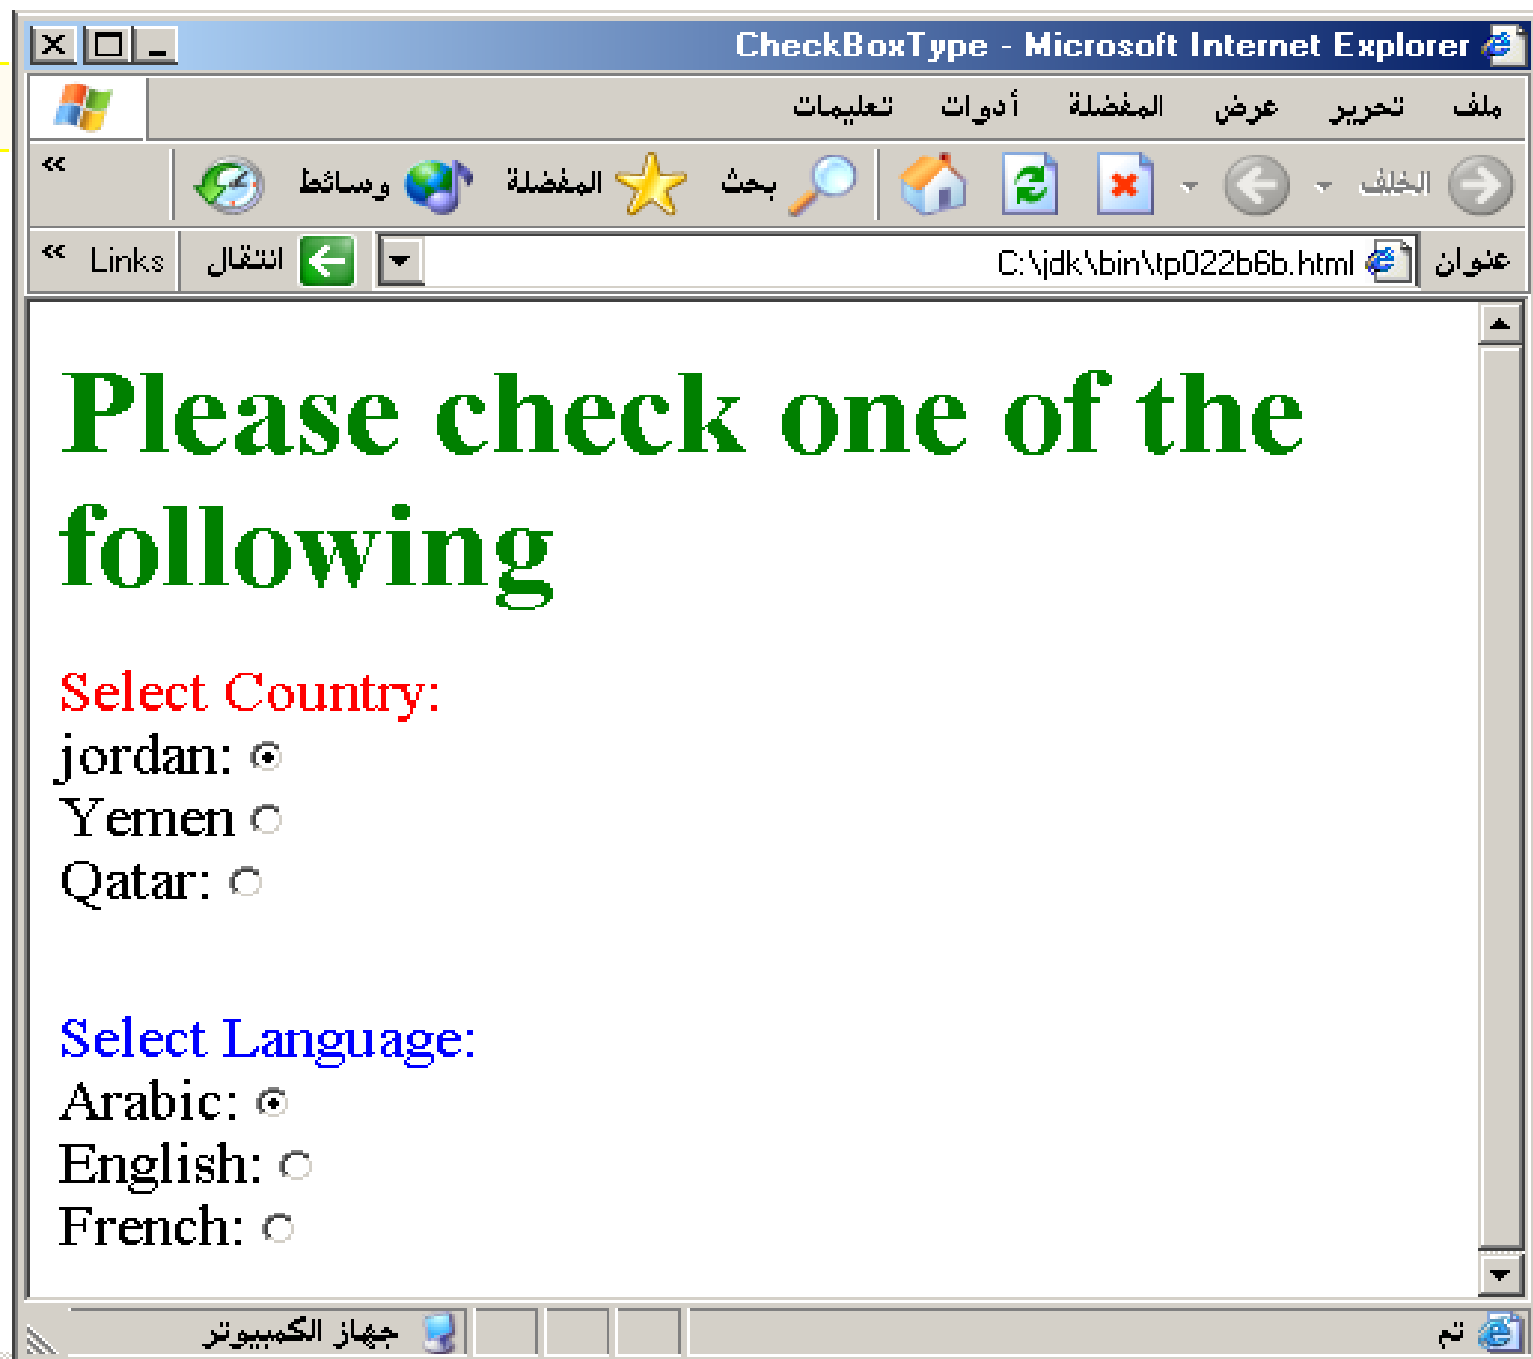 CheckBoxType - Microsoft Internet Explorer
ملف تحرير عرض المفضلة أدوات تعليمات
الخلف بحث المفضلة وسائط »
عنوان C:\jdk\bin\tp022b6b.html انتقال Links »
Please check one of the
following
Select Country:
jordan:
Yemen
Qatar:
Select Language:
Arabic:
English:
French:
تم جهاز الكمبيوتر